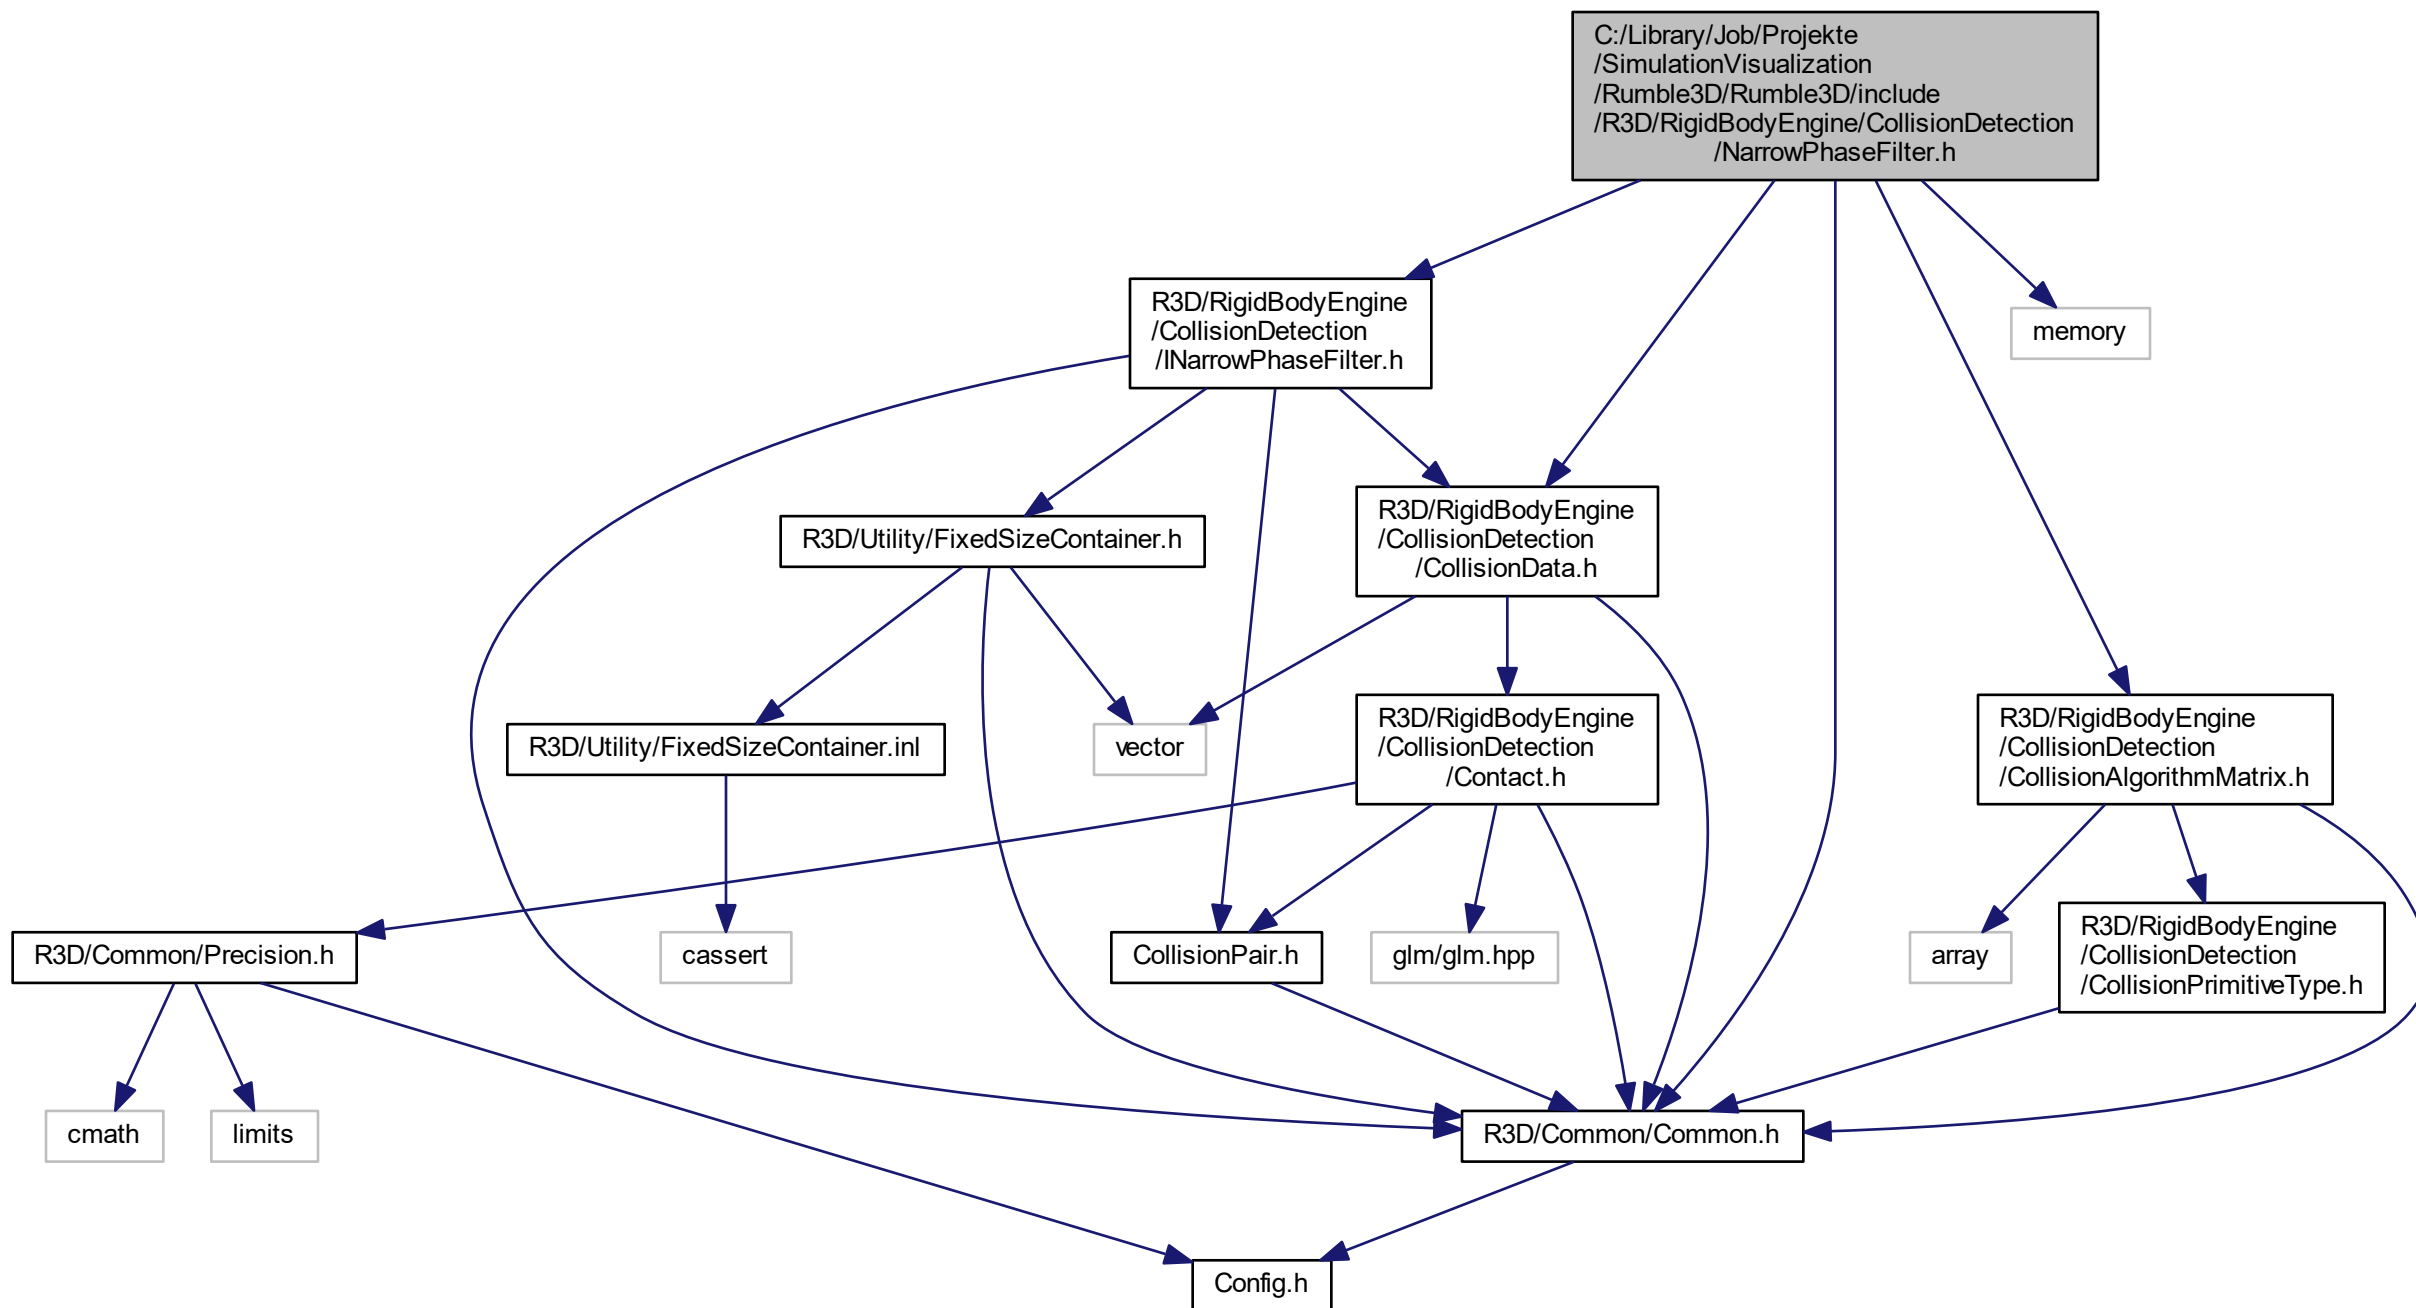 C:/Library/Job/Projekte
/SimulationVisualization
/Rumble3D/Rumble3D/include
/R3D/RigidBodyEngine/CollisionDetection
/NarrowPhaseFilter.h
R3D/RigidBodyEngine
/CollisionDetection
/INarrowPhaseFilter.h
memory
R3D/Utility/FixedSizeContainer.h
R3D/RigidBodyEngine
/CollisionDetection
/CollisionData.h
R3D/Utility/FixedSizeContainer.inl
vector
R3D/RigidBodyEngine
/CollisionDetection
/Contact.h
R3D/RigidBodyEngine
/CollisionDetection
/CollisionAlgorithmMatrix.h
R3D/Common/Precision.h
cassert
CollisionPair.h
glm/glm.hpp
array
R3D/RigidBodyEngine
/CollisionDetection
/CollisionPrimitiveType.h
cmath
limits
R3D/Common/Common.h
Config.h